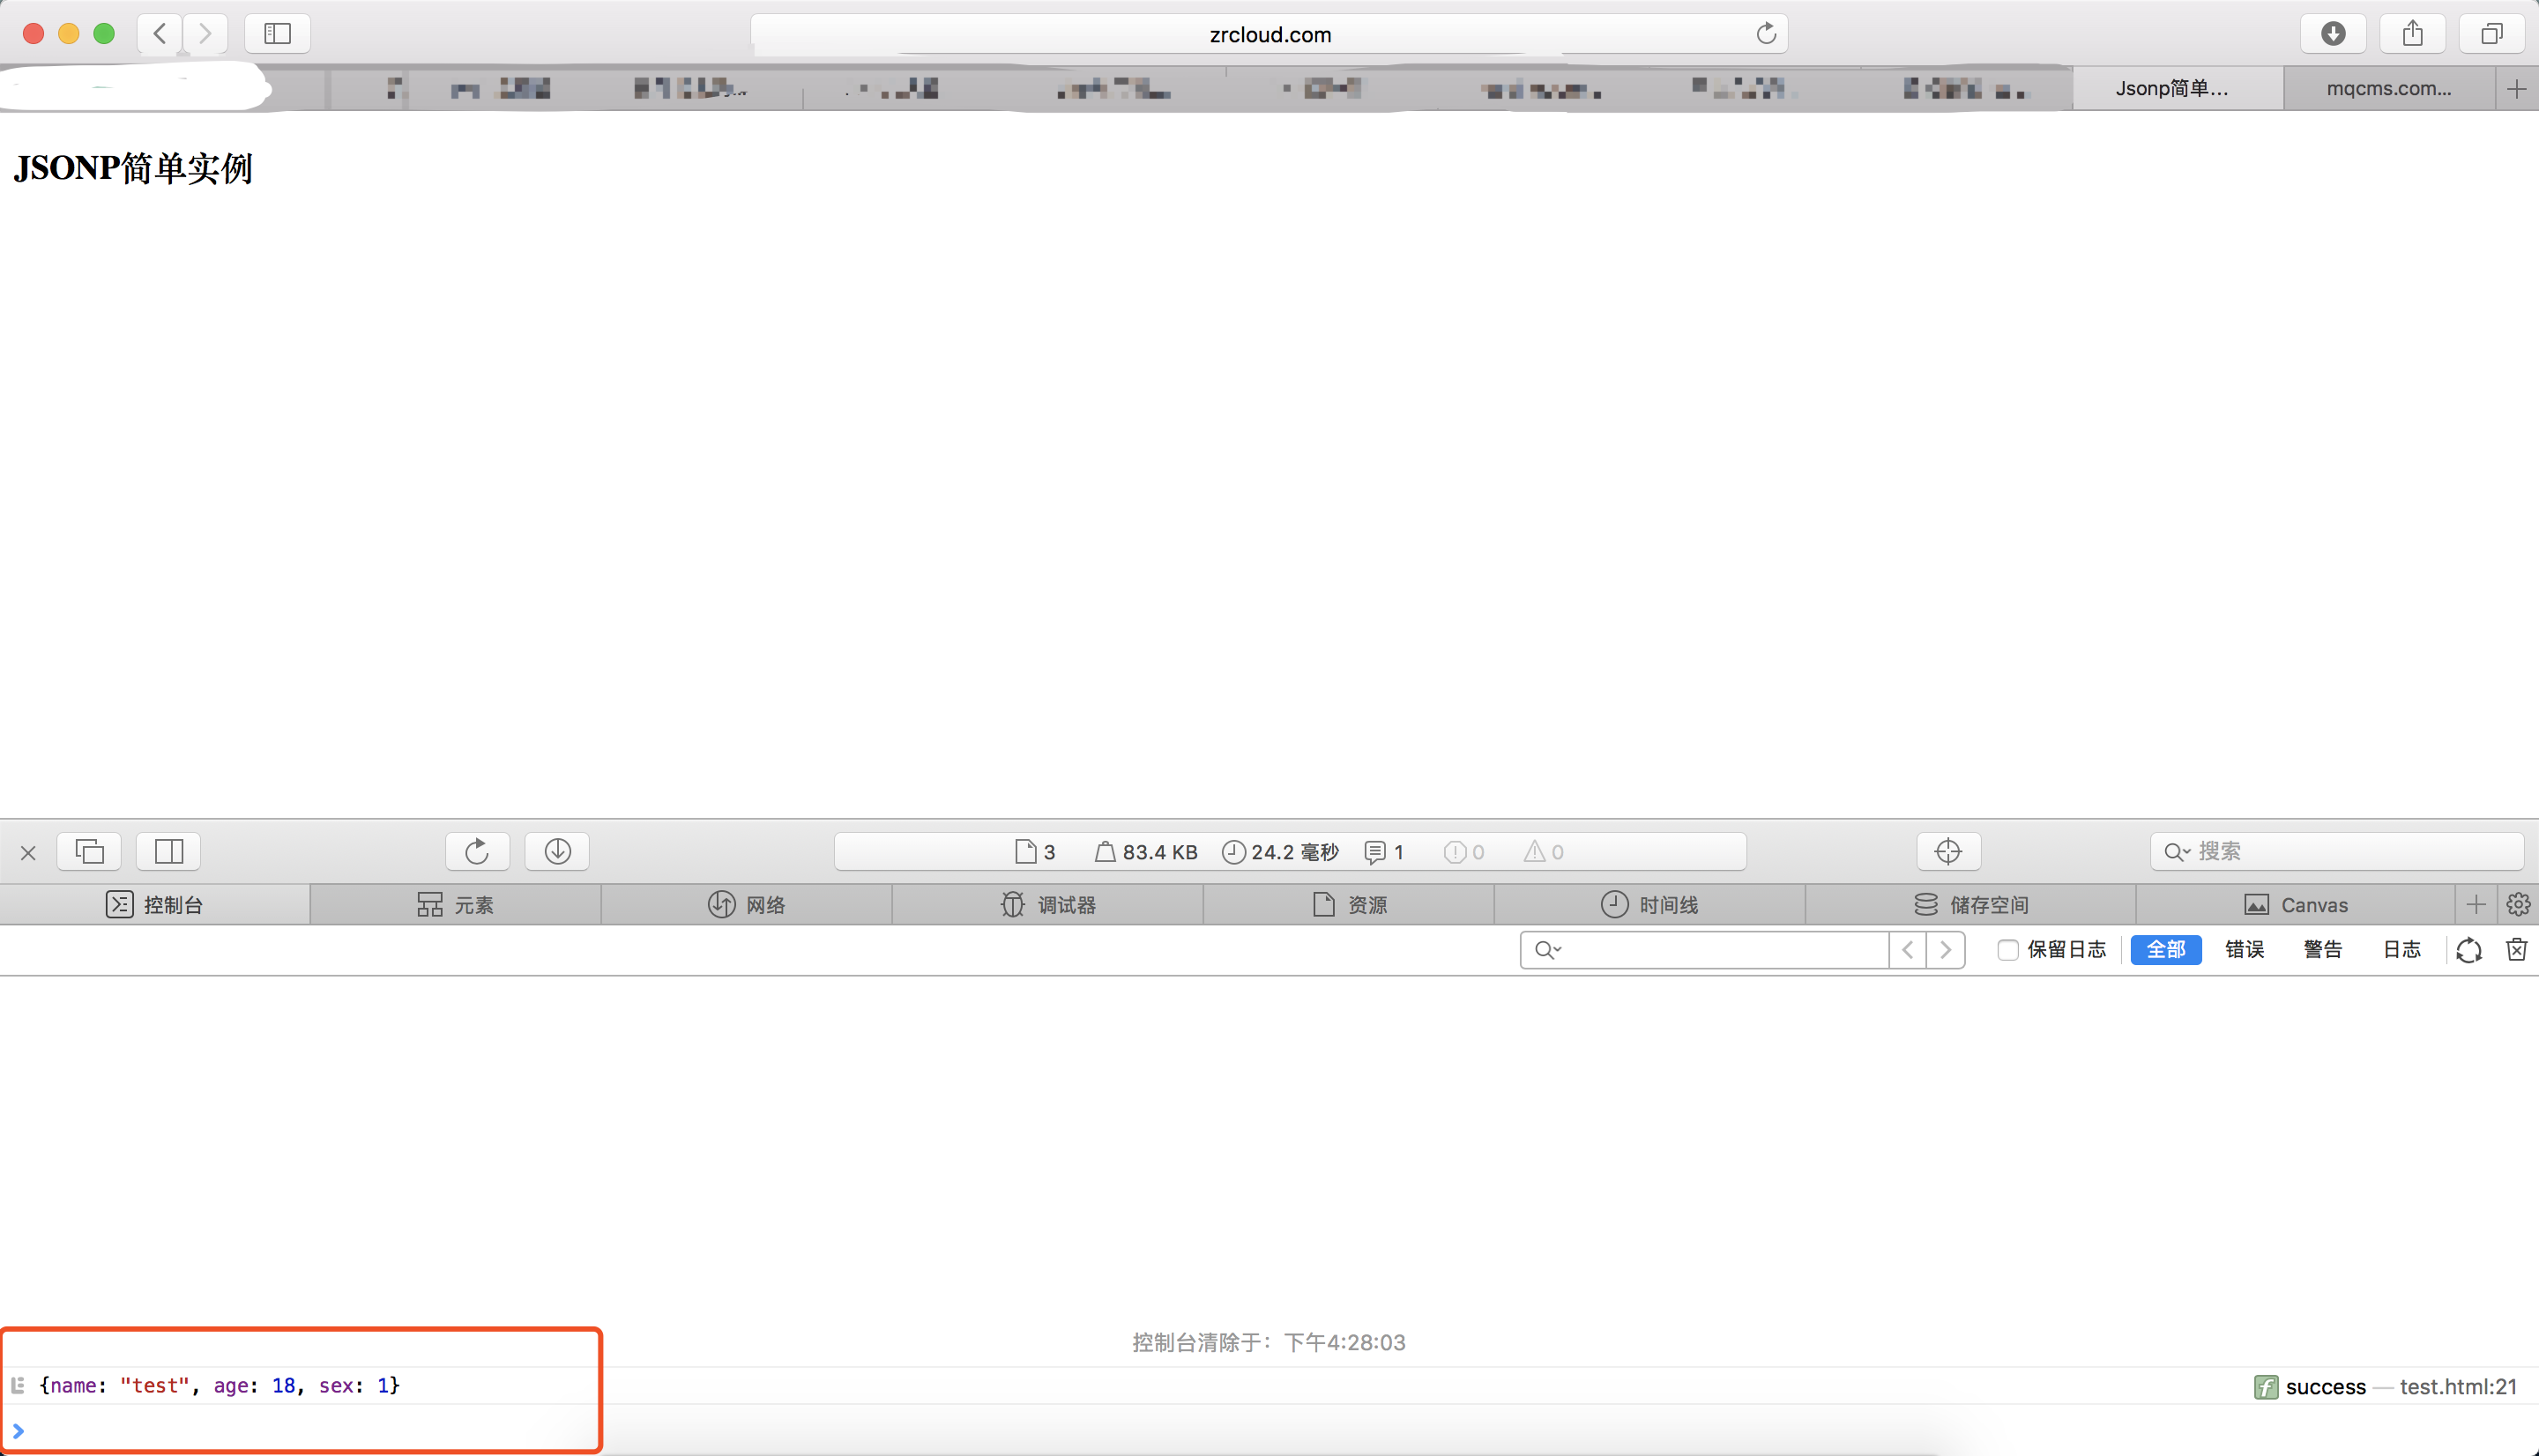 zrcloud.com
Jsonp简单...
mqcms.com...
JSONP简单实例
3 83.4 KB 24.2 毫秒 1 0 0
搜索
控制台 元素 网络 调试器 资源 时间线 储存空间 Canvas
保留日志 全部 错误 警告 日志
控制台清除于：下午4:28:03
{name: "test", age: 18, sex: 1}
success — test.html:21